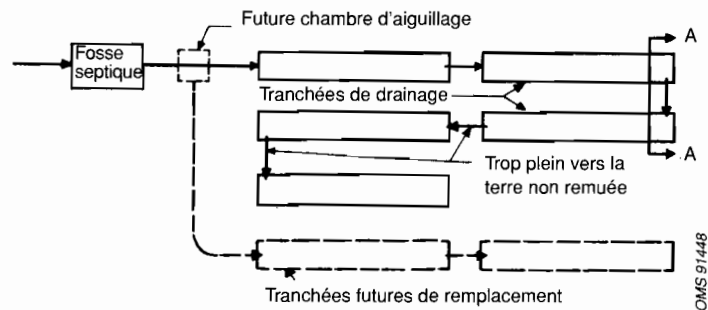 Future chambre d'aiguillage
A
Fosse
septique
Tranchées de drainage
A
Trop plein vers la
terre non remuée
Tranchées futures de remplacement
OMS 91448